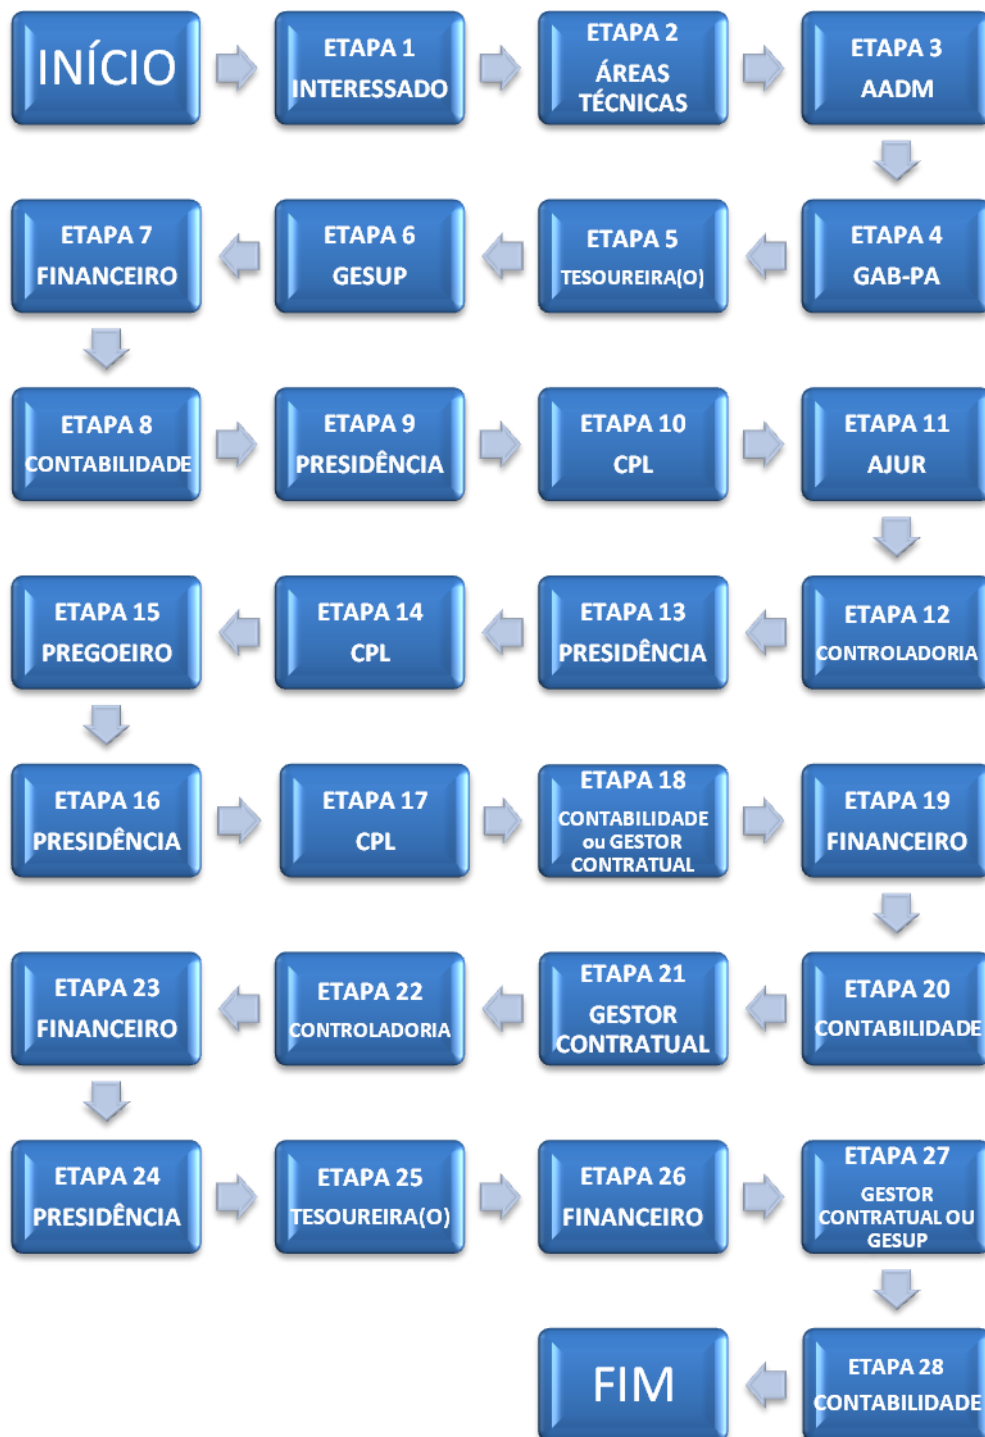 INÍCIO
ETAPA 1
INTERESSADO
ETAPA 2
ÁREAS
TÉCNICAS
ETAPA 3
AADM
ETAPA 4
GAB-PA
ETAPA 5
TESOUREIRA(O)
ETAPA 6
GESUP
ETAPA 7
FINANCEIRO
ETAPA 8
CONTABILIDADE
ETAPA 9
PRESIDÊNCIA
ETAPA 10
CPL
ETAPA 11
AJUR
ETAPA 12
CONTROLADORIA
ETAPA 13
PRESIDÊNCIA
ETAPA 14
CPL
ETAPA 15
PREGOEIRO
ETAPA 16
PRESIDÊNCIA
ETAPA 17
CPL
ETAPA 18
CONTABILIDADE
ou GESTOR
CONTRATUAL
ETAPA 19
FINANCEIRO
ETAPA 20
CONTABILIDADE
ETAPA 21
GESTOR
CONTRATUAL
ETAPA 22
CONTROLADORIA
ETAPA 23
FINANCEIRO
ETAPA 24
PRESIDÊNCIA
ETAPA 25
TESOUREIRA(O)
ETAPA 26
FINANCEIRO
ETAPA 27
GESTOR
CONTRATUAL OU
GESUP
ETAPA 28
CONTABILIDADE
FIM